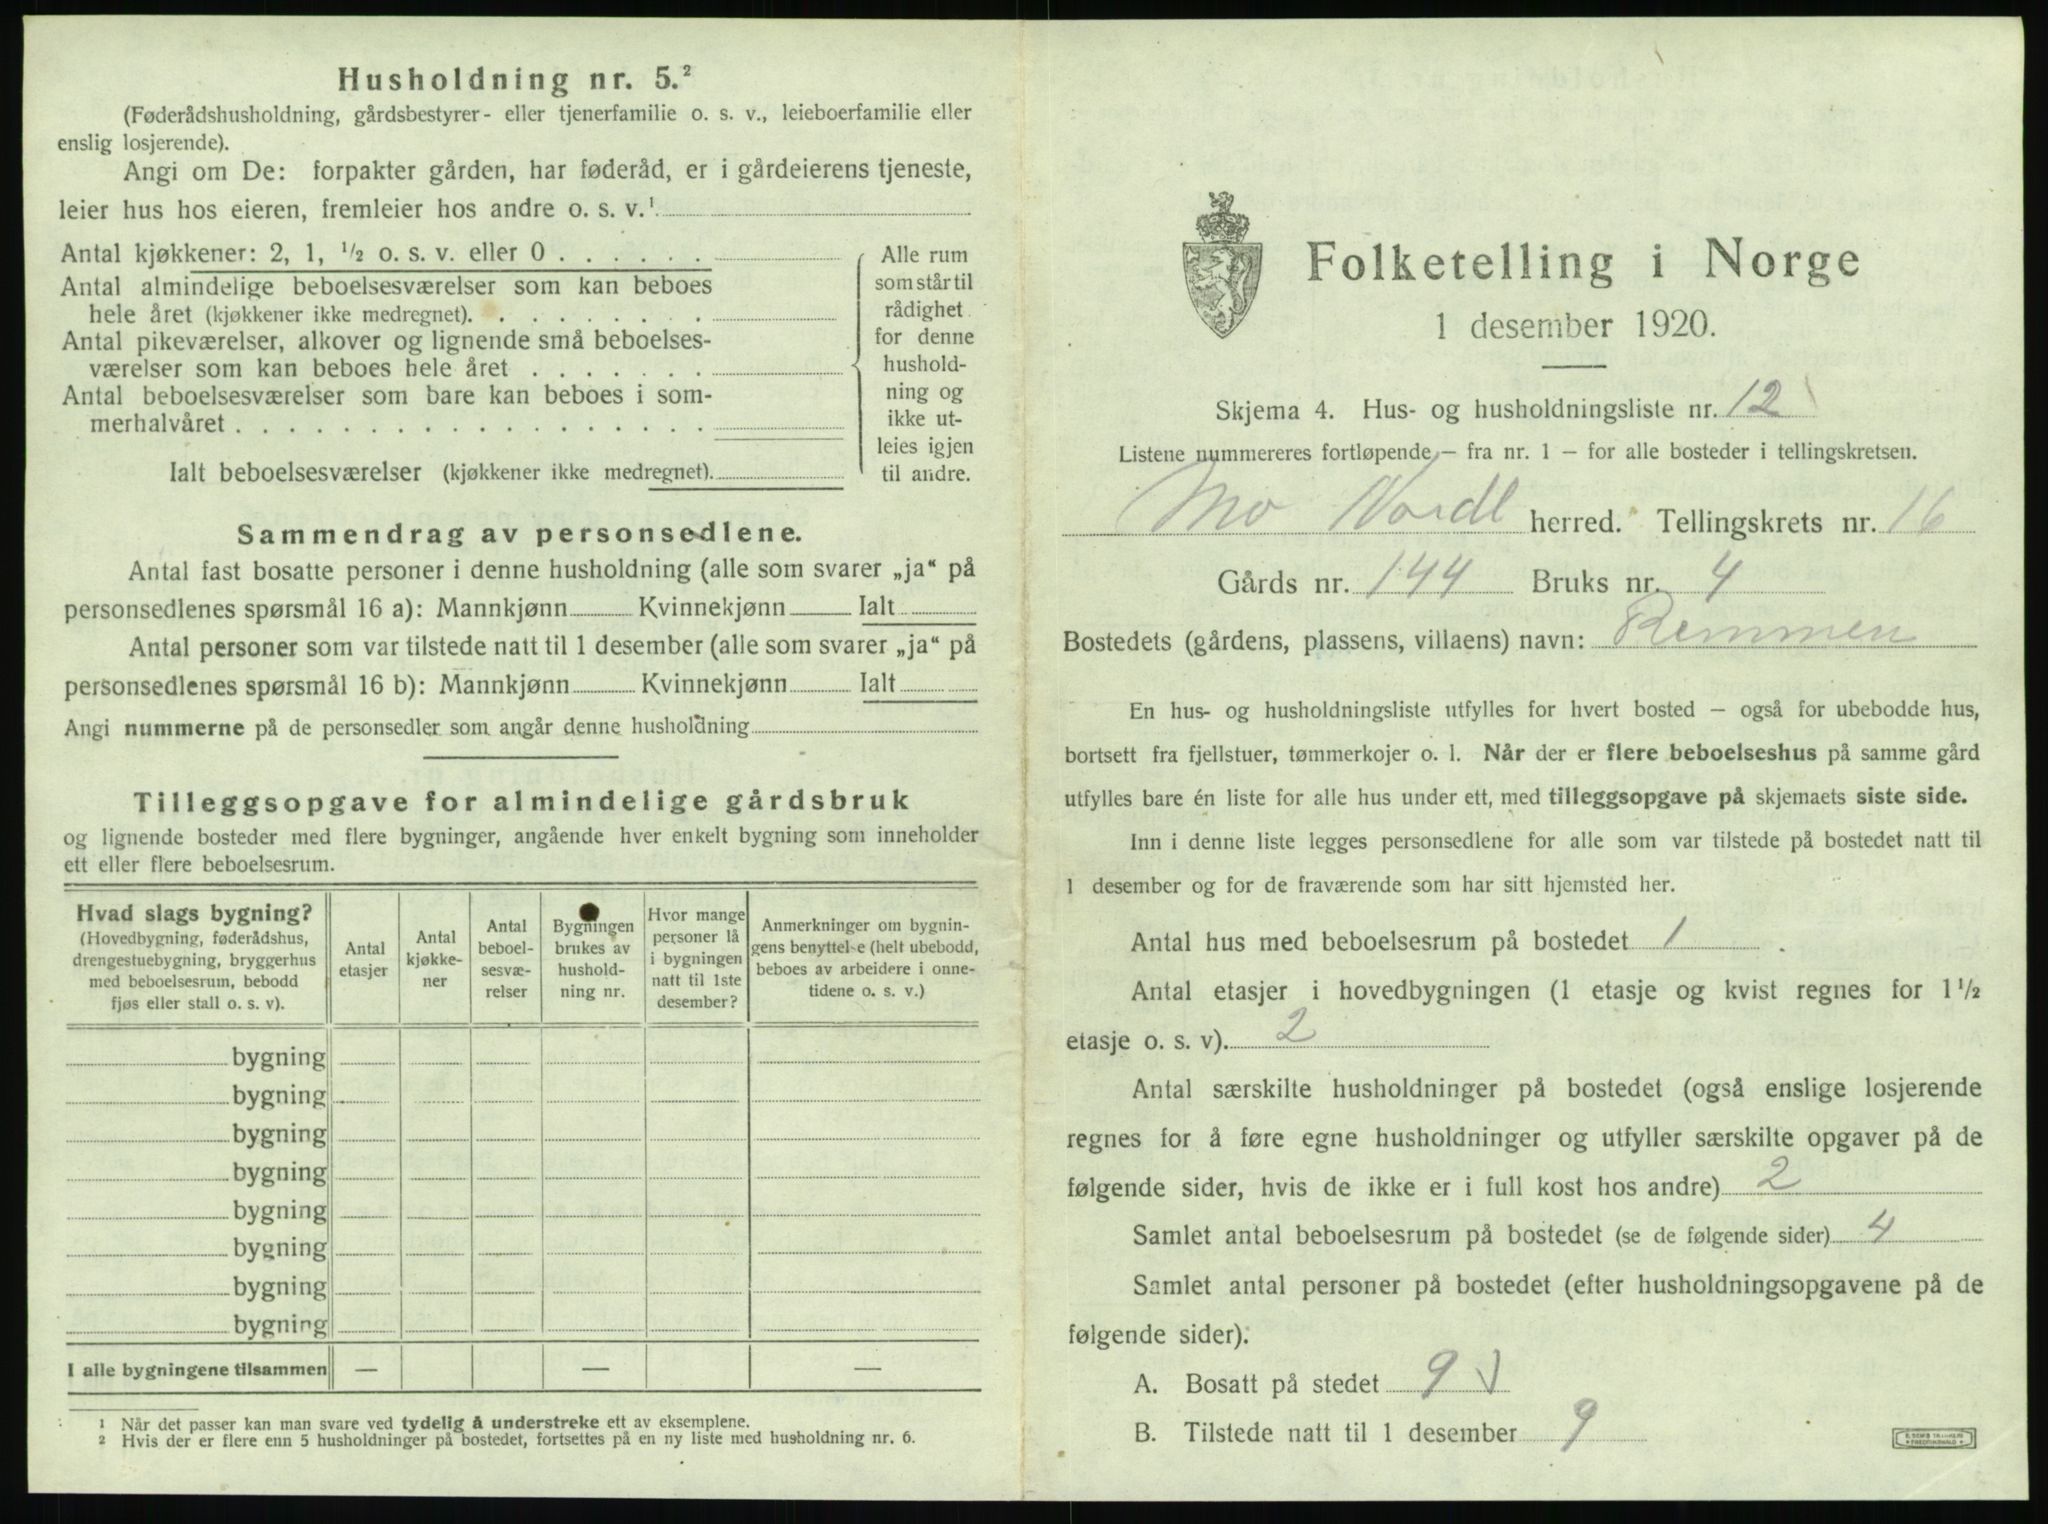 Husholdning nr. 5.²
(Føderådshusholdning, gårdsbestyrer- eller tjenerfamilie o. s. v., leieboerfamilie eller
enslig losjerende).
Angi om De: forpakter gården, har føderåd, er i gårdeierens tjeneste,
leier hus hos eieren, fremleier hos andre o. s. v.¹
Antal kjøkkener: 2, 1, ½ o. s. v. eller 0 . . . . . .
Antal almindelige beboelsesværelser som kan beboes
hele året (kjøkkener ikke medregnet). . . . . . . . .
Antal pikeværelser, alkover og lignende små beboelses-
værelser som kan beboes hele året . . . . . . .
Antal beboelsesværelser som bare kan beboes i som-
merhalvåret . . . . . . . . . . . . . . . . . .
Ialt beboelsesværelser (kjøkkener ikke medregnet).
Alle rum
som står til
rådighet
for denne
hushold-
ning og
ikke ut-
leies igjen
til andre.
Sammendrag av personsedlene.
Antal fast bosatte personer i denne husholdning (alle som svarer „ja“ på
personsedlenes spørsmål 16 a): Mannkjønn Kvinnekjønn Ialt
Antal personer som var tilstede natt til 1 desember (alle som svarer „ja“ på
personsedlenes spørsmål 16 b): Mannkjønn Kvinnekjønn Ialt
Angi nummerne på de personsedler som angår denne husholdning
Tilleggsopgave for almindelige gårdsbruk
og lignende bosteder med flere bygninger, angående hver enkelt bygning som inneholder
ett eller flere beboelsesrum.
Hvad slags bygning?
(Hovedbygning, føderådshus,
drengestuebygning, bryggerhus
med beboelsesrum, bebodd
fjøs eller stall o. s. v).
Antal
etasjer
Antal
kjøkke-
ner
Antal
beboel-
sesvæ-
relser
Bygningen
brukes av
hushold-
ning nr.
Hvor mange
personer lå
i bygningen
natt til 1ste
desember?
Anmerkninger om bygnin-
gens benyttelse (helt ubebodd,
beboes av arbeidere i onne-
tidene o. s. v.)
bygning
bygning
bygning
bygning
bygning
bygning
bygning
bygning
I alle bygningene tilsammen — — —
¹ Når det passer kan man svare ved tydelig å understreke ett av eksemplene.
² Hvis der er flere enn 5 husholdninger på bostedet, fortsettes på en ny liste med husholdning nr. 6.
Folketelling i Norge
1 desember 1920.
Skjema 4. Hus- og husholdningsliste nr. 12
Listene nummereres fortløpende – fra nr. 1 – for alle bosteder i tellingskretsen.
Mo Nordl herred. Tellingskrets nr. 16
Gårds nr. 144 Bruks nr. 4
Bostedets (gårdens, plassens, villaens) navn: Remmen
En hus- og husholdningsliste utfylles for hvert bosted – også for ubebodde hus,
bortsett fra fjellstuer, tømmerkojer o. l. Når der er flere beboelseshus på samme gård
utfylles bare én liste for alle hus under ett, med tilleggsopgave på skjemaets siste side.
Inn i denne liste legges personsedlene for alle som var tilstede på bostedet natt til
1 desember og for de fraværende som har sitt hjemsted her.
Antal hus med beboelsesrum på bostedet 1
Antal etasjer i hovedbygningen (1 etasje og kvist regnes for 1½
etasje o. s. v). 2
Antal særskilte husholdninger på bostedet (også enslige losjerende
regnes for å føre egne husholdninger og utfyller særskilte opgaver på de
følgende sider, hvis de ikke er i full kost hos andre) 2
Samlet antal beboelsesrum på bostedet (se de følgende sider) 4
Samlet antal personer på bostedet (efter husholdningsopgavene på de
følgende sider).
A. Bosatt på stedet 9
B. Tilstede natt til 1 desember 9